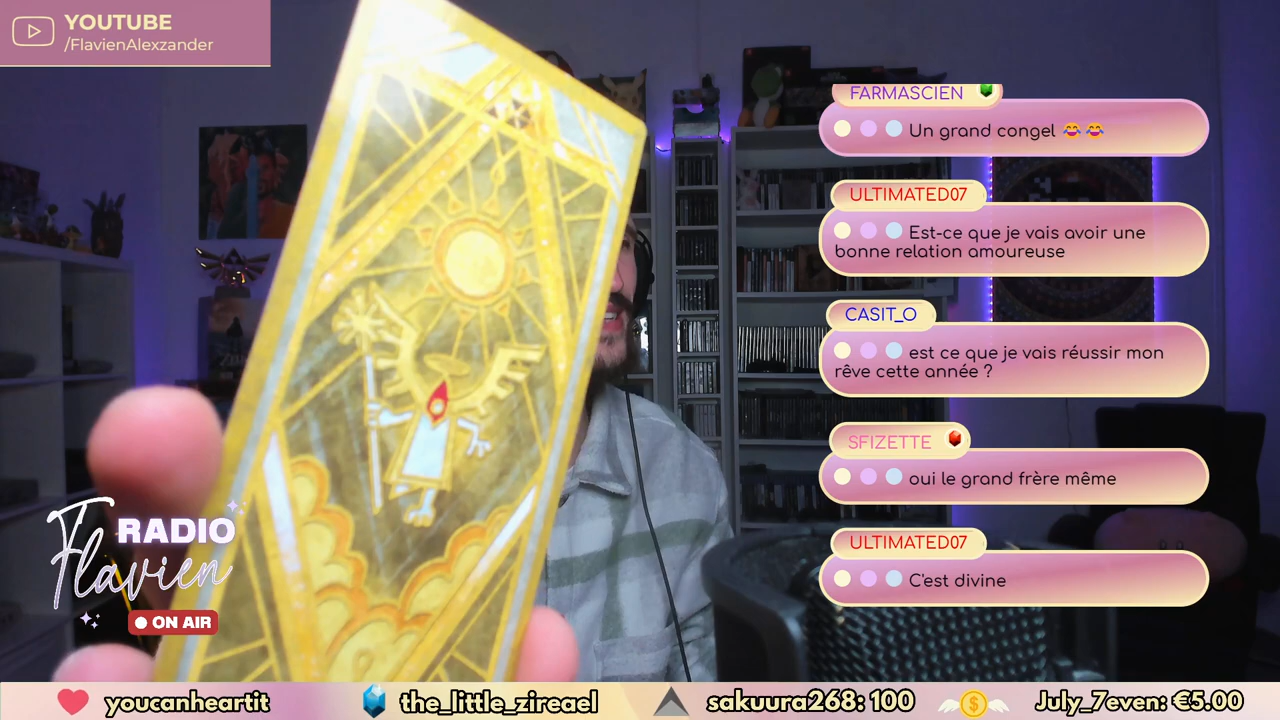 YOUTUBE
/FlavienAlexzander
FARMASCIEN
Un grand congel 😂 😂
ULTIMATED07
Est-ce que je vais avoir une
bonne relation amoureuse
CASIT_O
est ce que je vais réussir mon
rêve cette année ?
SFIZETTE
oui le grand frère même
ULTIMATED07
C'est divine
RADIO
Flavien
ON AIR
youcanheartit
the_little_zireael
sakuura268: 100
July_7even: €5.00